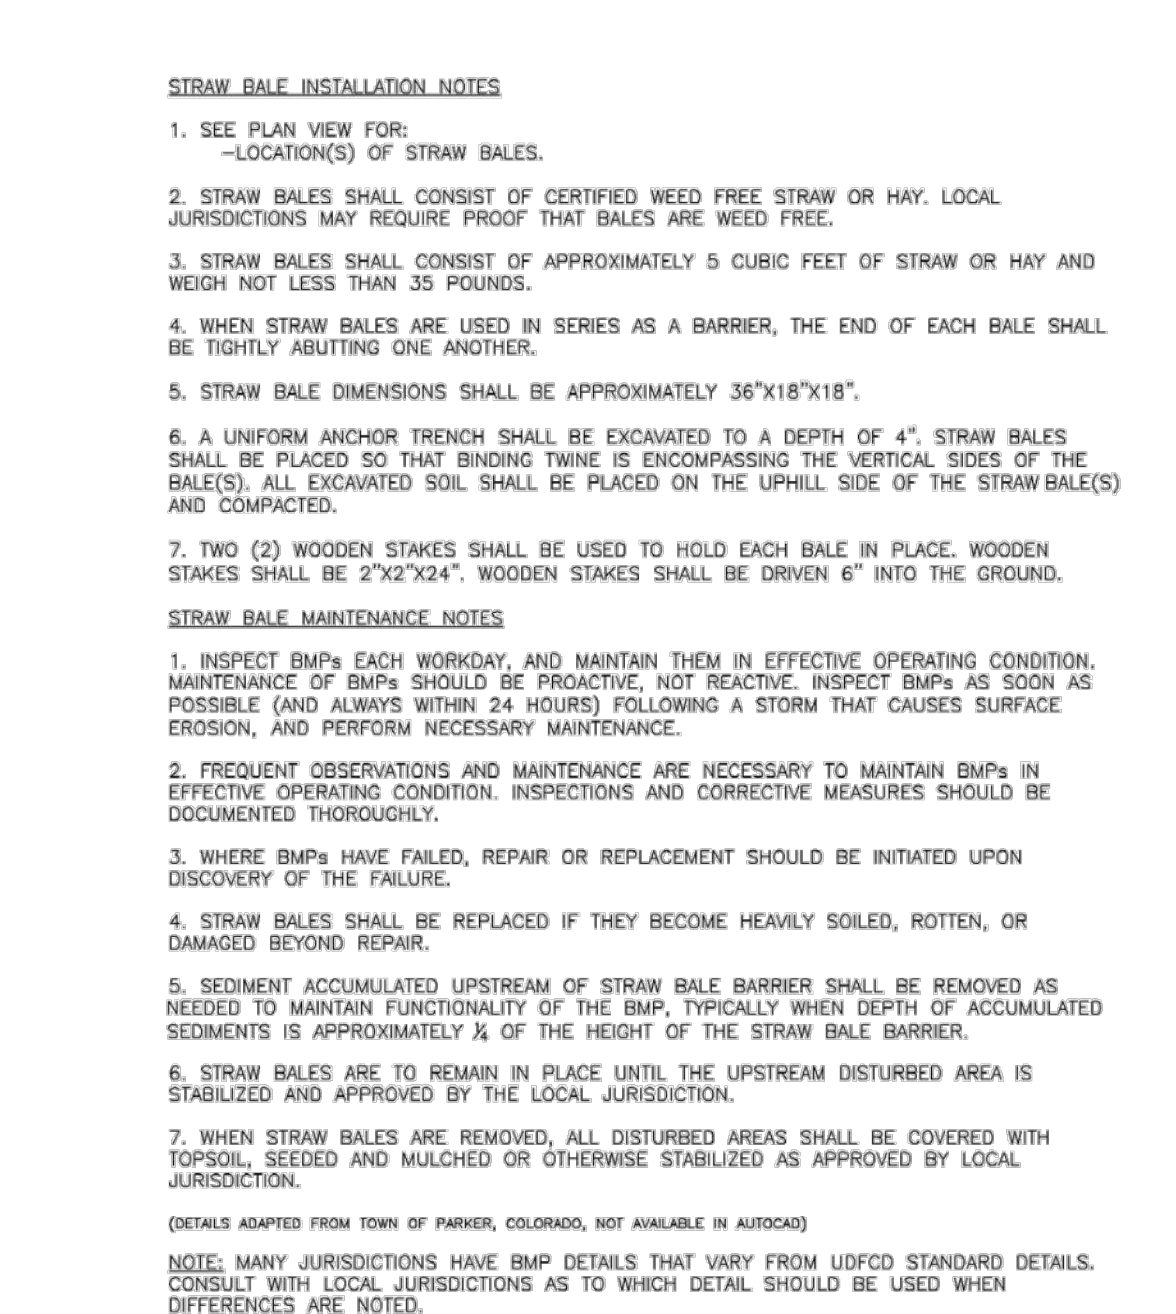 STRAW BALE INSTALLATION NOTES
1. SEE PLAN VIEW FOR:
–LOCATION(S) OF STRAW BALES.
2. STRAW BALES SHALL CONSIST OF CERTIFIED WEED FREE STRAW OR HAY. LOCAL
JURISDICTIONS MAY REQUIRE PROOF THAT BALES ARE WEED FREE.
3. STRAW BALES SHALL CONSIST OF APPROXIMATELY 5 CUBIC FEET OF STRAW OR HAY AND
WEIGH NOT LESS THAN 35 POUNDS.
4. WHEN STRAW BALES ARE USED IN SERIES AS A BARRIER, THE END OF EACH BALE SHALL
BE TIGHTLY ABUTTING ONE ANOTHER.
5. STRAW BALE DIMENSIONS SHALL BE APPROXIMATELY 36"X18"X18".
6. A UNIFORM ANCHOR TRENCH SHALL BE EXCAVATED TO A DEPTH OF 4". STRAW BALES
SHALL BE PLACED SO THAT BINDING TWINE IS ENCOMPASSING THE VERTICAL SIDES OF THE
BALE(S). ALL EXCAVATED SOIL SHALL BE PLACED ON THE UPHILL SIDE OF THE STRAW BALE(S)
AND COMPACTED.
7. TWO (2) WOODEN STAKES SHALL BE USED TO HOLD EACH BALE IN PLACE. WOODEN
STAKES SHALL BE 2"X2"X24". WOODEN STAKES SHALL BE DRIVEN 6" INTO THE GROUND.
STRAW BALE MAINTENANCE NOTES
1. INSPECT BMPs EACH WORKDAY, AND MAINTAIN THEM IN EFFECTIVE OPERATING CONDITION.
MAINTENANCE OF BMPs SHOULD BE PROACTIVE, NOT REACTIVE. INSPECT BMPs AS SOON AS
POSSIBLE (AND ALWAYS WITHIN 24 HOURS) FOLLOWING A STORM THAT CAUSES SURFACE
EROSION, AND PERFORM NECESSARY MAINTENANCE.
2. FREQUENT OBSERVATIONS AND MAINTENANCE ARE NECESSARY TO MAINTAIN BMPs IN
EFFECTIVE OPERATING CONDITION. INSPECTIONS AND CORRECTIVE MEASURES SHOULD BE
DOCUMENTED THOROUGHLY.
3. WHERE BMPs HAVE FAILED, REPAIR OR REPLACEMENT SHOULD BE INITIATED UPON
DISCOVERY OF THE FAILURE.
4. STRAW BALES SHALL BE REPLACED IF THEY BECOME HEAVILY SOILED, ROTTEN, OR
DAMAGED BEYOND REPAIR.
5. SEDIMENT ACCUMULATED UPSTREAM OF STRAW BALE BARRIER SHALL BE REMOVED AS
NEEDED TO MAINTAIN FUNCTIONALITY OF THE BMP, TYPICALLY WHEN DEPTH OF ACCUMULATED
SEDIMENTS IS APPROXIMATELY ¼ OF THE HEIGHT OF THE STRAW BALE BARRIER.
6. STRAW BALES ARE TO REMAIN IN PLACE UNTIL THE UPSTREAM DISTURBED AREA IS
STABILIZED AND APPROVED BY THE LOCAL JURISDICTION.
7. WHEN STRAW BALES ARE REMOVED, ALL DISTURBED AREAS SHALL BE COVERED WITH
TOPSOIL, SEEDED AND MULCHED OR OTHERWISE STABILIZED AS APPROVED BY LOCAL
JURISDICTION.
(DETAILS ADAPTED FROM TOWN OF PARKER, COLORADO, NOT AVAILABLE IN AUTOCAD)
NOTE: MANY JURISDICTIONS HAVE BMP DETAILS THAT VARY FROM UDFCD STANDARD DETAILS.
CONSULT WITH LOCAL JURISDICTIONS AS TO WHICH DETAIL SHOULD BE USED WHEN
DIFFERENCES ARE NOTED.